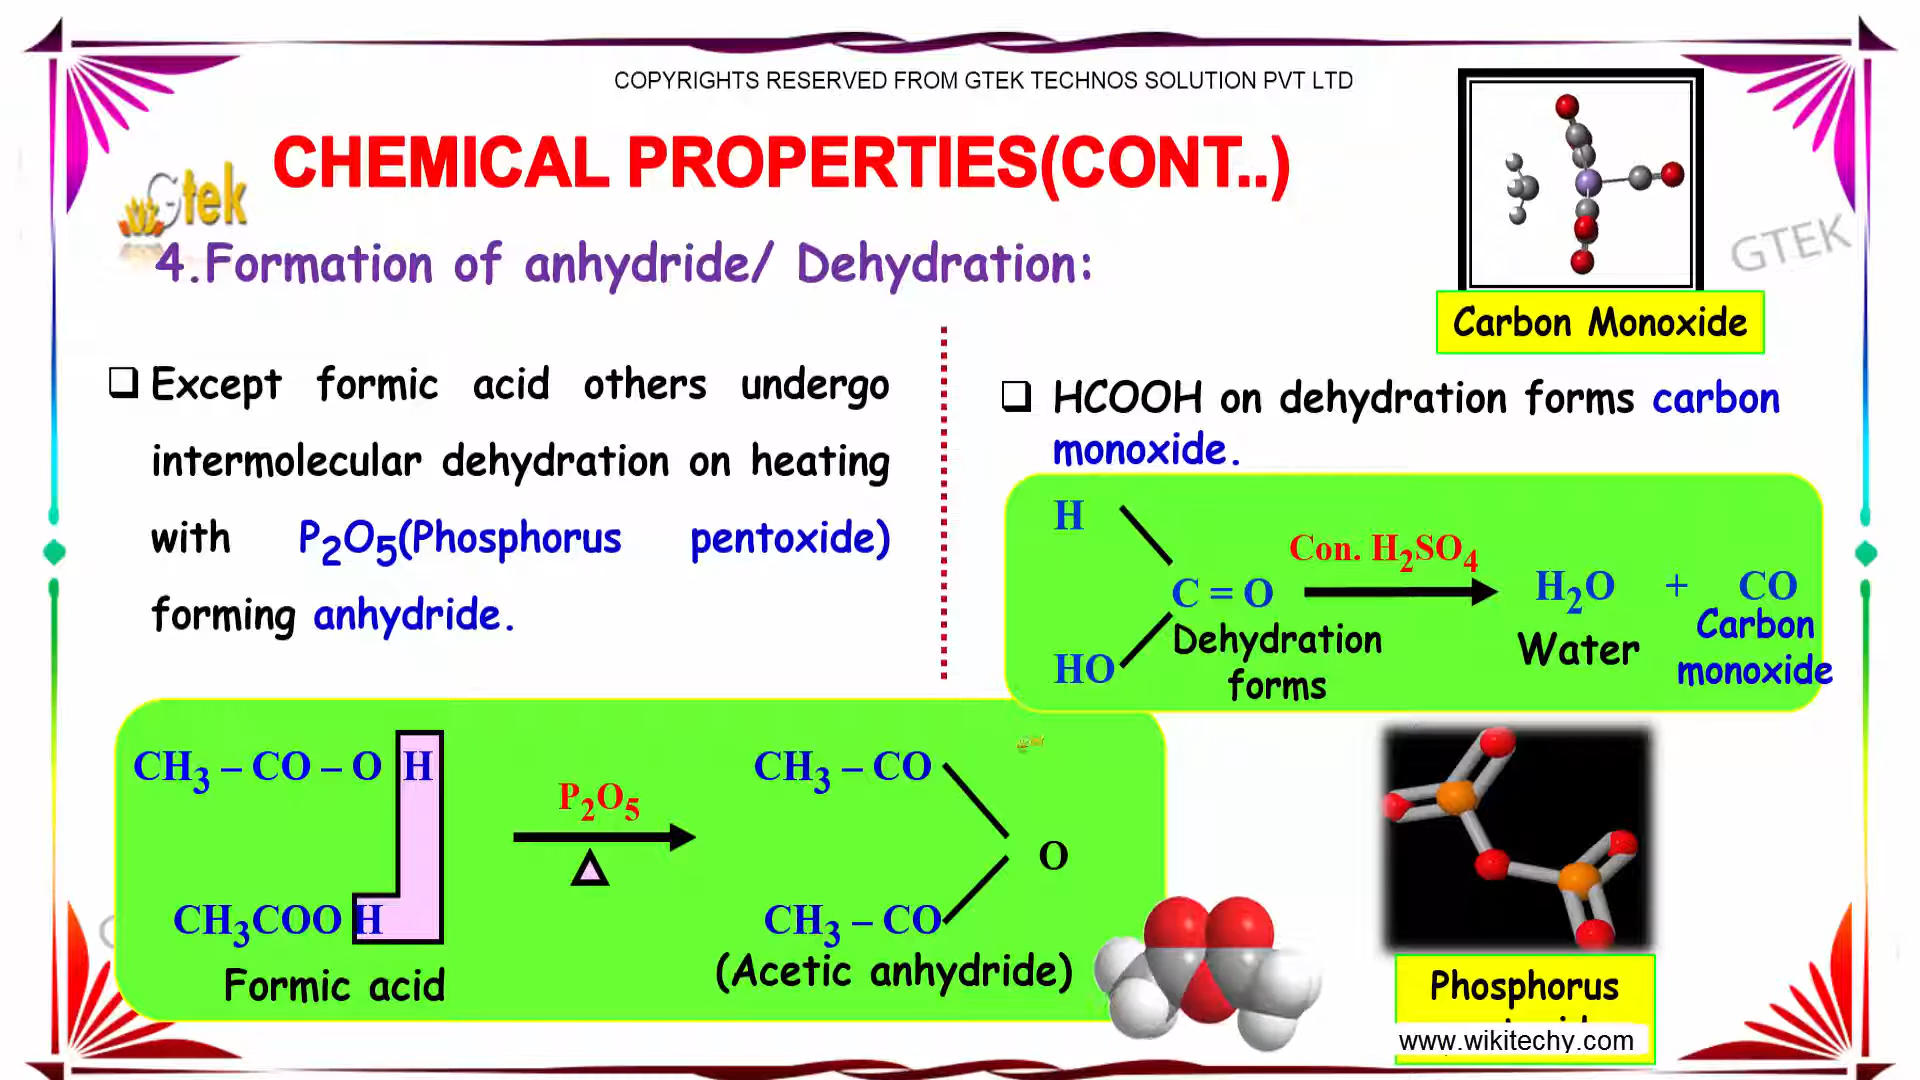 COPYRIGHTS RESERVED FROM GTEK TECHNOS SOLUTION PVT LTD
Gtek
CHEMICAL PROPERTIES(CONT..)
GTEK
4.Formation of anhydride/ Dehydration:
Carbon Monoxide
❑ Except formic acid others undergo
intermolecular dehydration on heating
with P₂O₅(Phosphorus pentoxide)
forming anhydride.
❑ HCOOH on dehydration forms carbon
monoxide.
H
Con. H₂SO₄
C = O
H₂O + CO
HO
Dehydration
forms
Water
Carbon
monoxide
CH₃ – CO – O H
P₂O₅
CH₃ – CO
O
CH₃COO H
CH₃ – CO
Formic acid
(Acetic anhydride)
Phosphorus
www.wikitechy.com